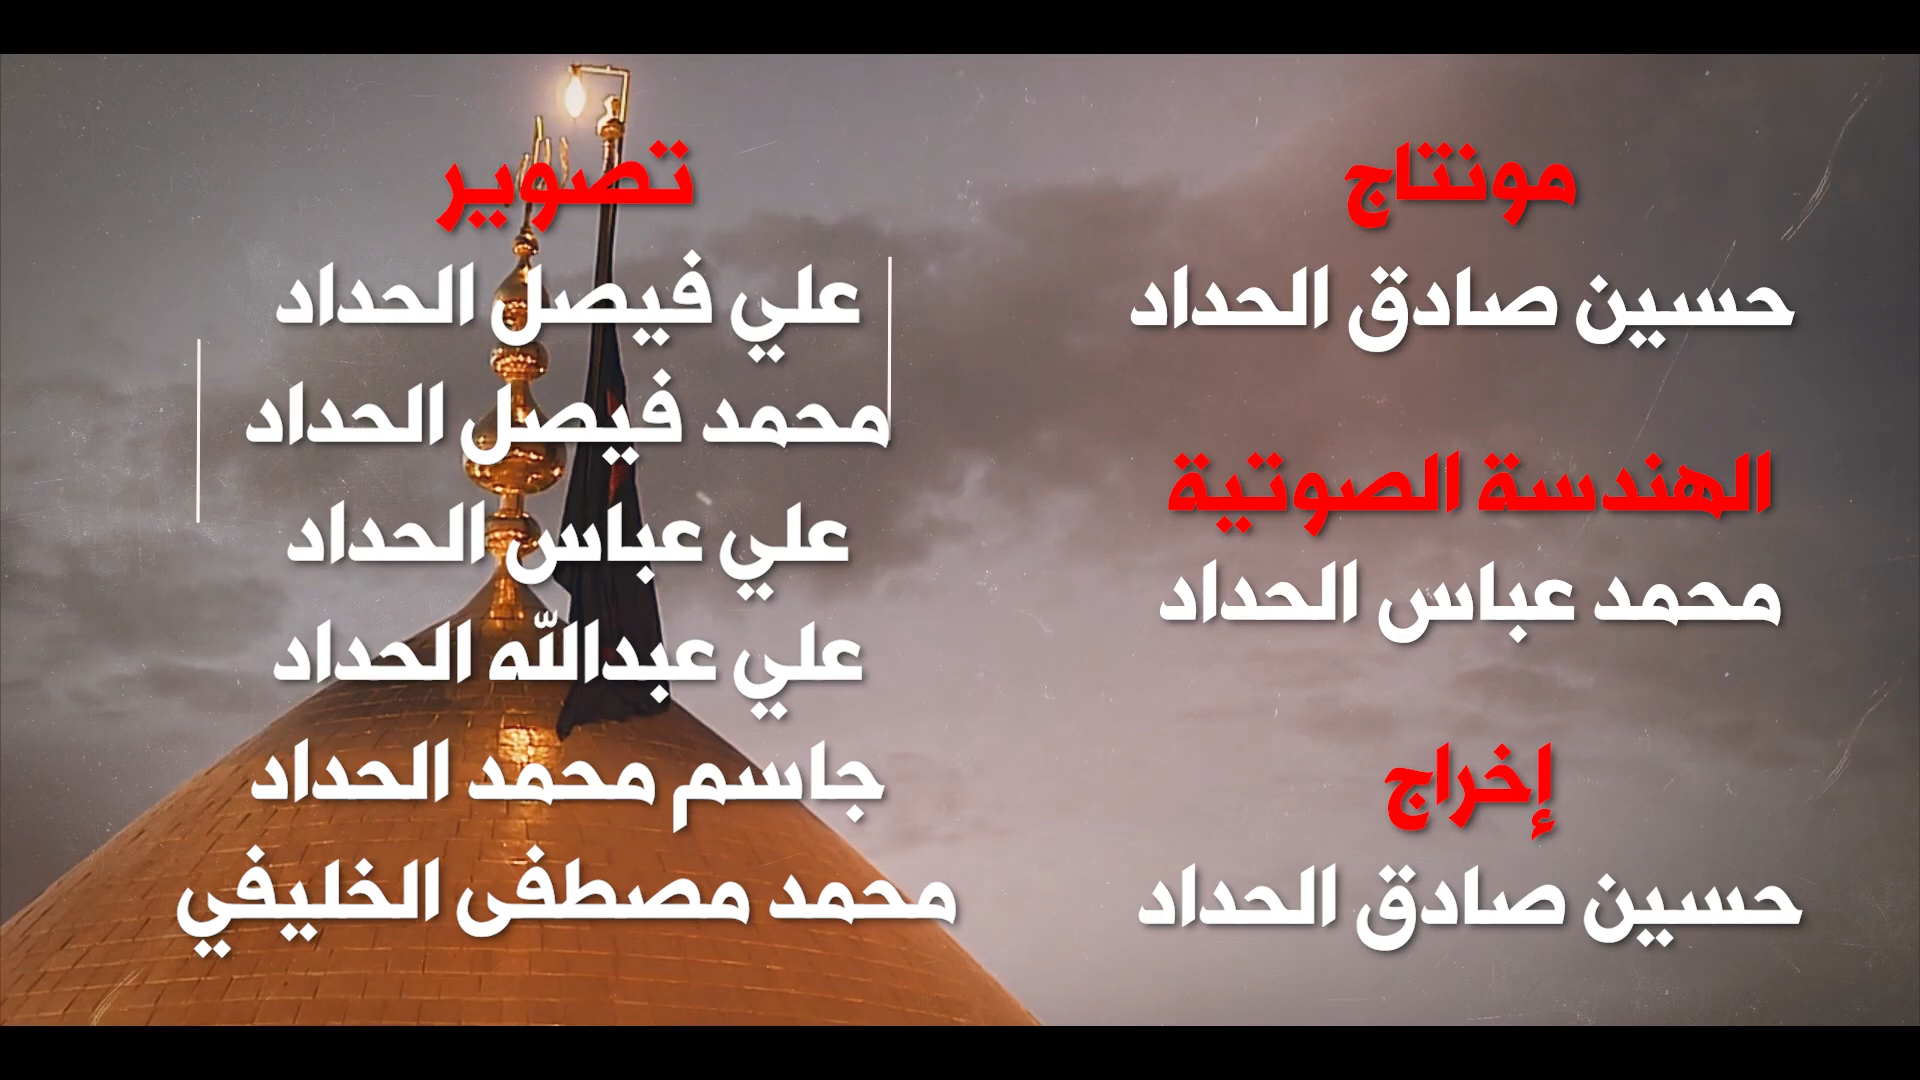 مونتاج
حسين صادق الحداد
الهندسة الصوتية
محمد عباس الحداد
إخراج
حسين صادق الحداد
تصوير
علي فيصل الحداد
محمد فيصل الحداد
علي عباس الحداد
علي عبدالله الحداد
جاسم محمد الحداد
محمد مصطفى الخليفي